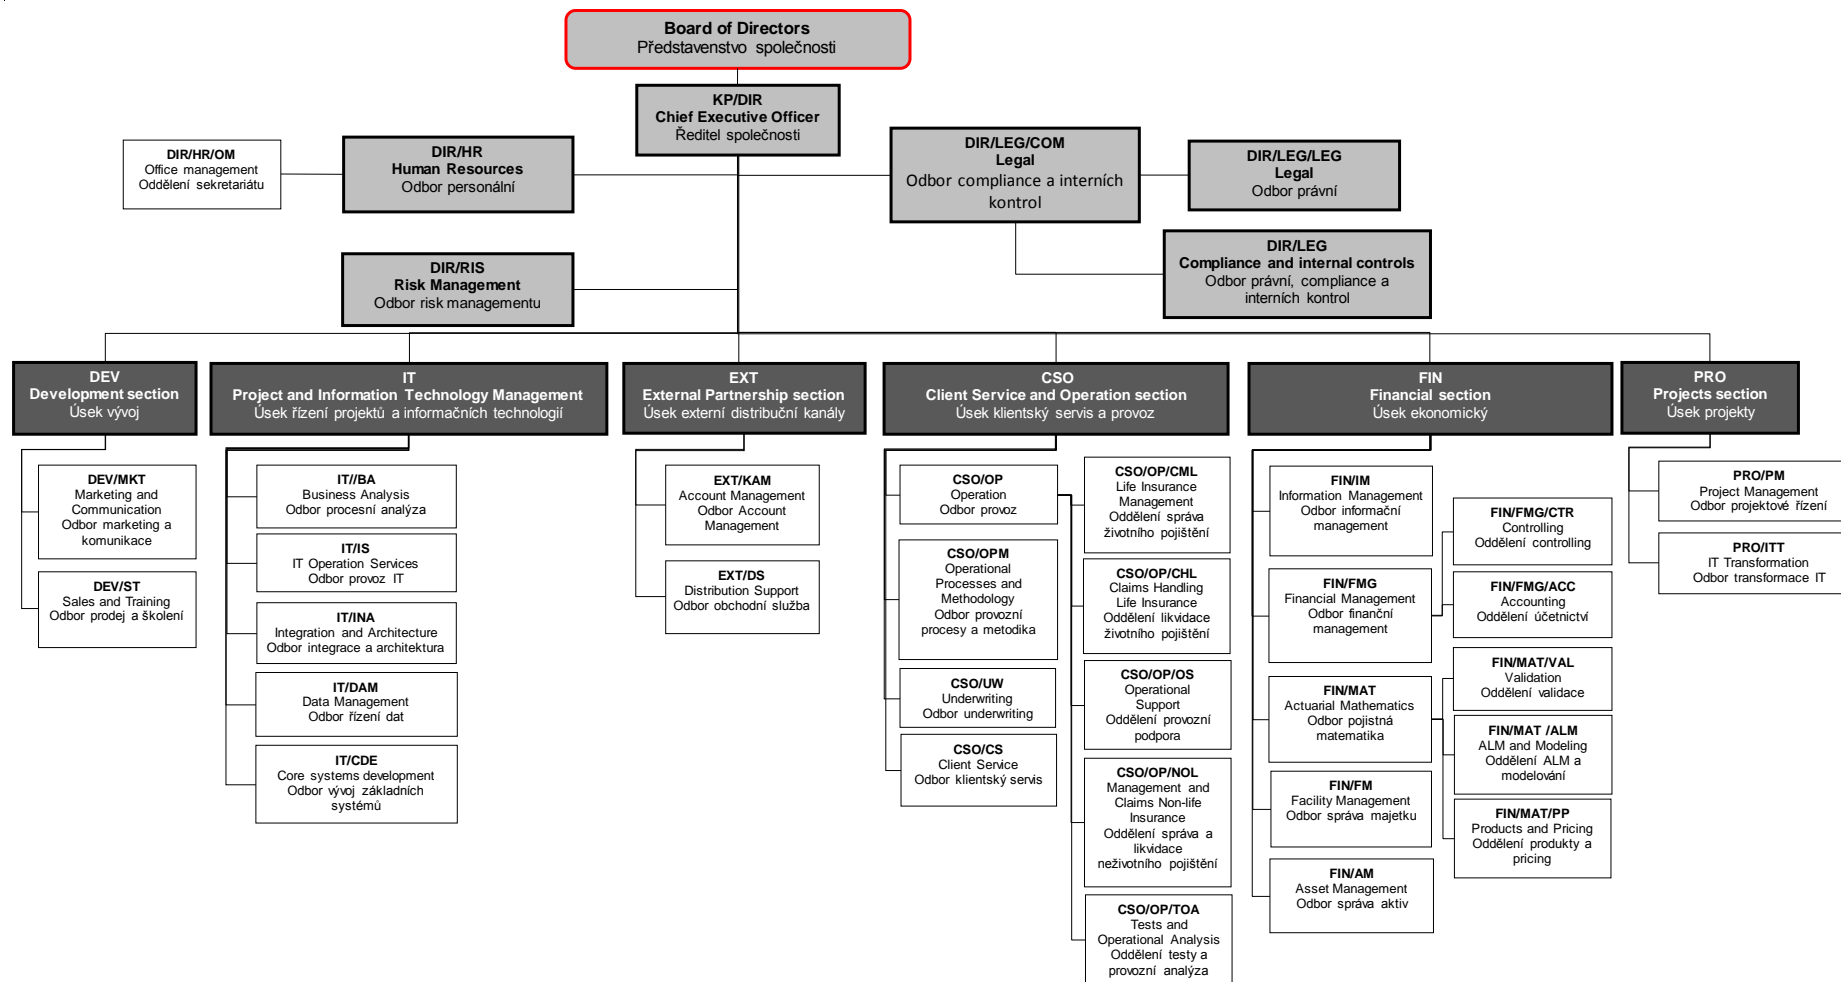 Board of Directors
Představenstvo společnosti
KP/DIR
Chief Executive Officer
Ředitel společnosti
DIR/HR/OM
Office management
Oddělení sekretariátu
DIR/HR
Human Resources
Odbor personální
DIR/LEG/COM
Legal
Odbor compliance a interních
kontrol
DIR/LEG/LEG
Legal
Odbor právní
DIR/RIS
Risk Management
Odbor risk managementu
DIR/LEG
Compliance and internal controls
Odbor právní, compliance a
interních kontrol
DEV
Development section
Úsek vývoj
IT
Project and Information Technology Management
Úsek řízení projektů a informačních technologií
EXT
External Partnership section
Úsek externí distribuční kanály
CSO
Client Service and Operation section
Úsek klientský servis a provoz
FIN
Financial section
Úsek ekonomický
PRO
Projects section
Úsek projekty
DEV/MKT
Marketing and
Communication
Odbor marketing a
komunikace
DEV/ST
Sales and Training
Odbor prodej a školení
IT//BA
Business Analysis
Odbor procesní analýza
IT/IS
IT Operation Services
Odbor provoz IT
IT/INA
Integration and Architecture
Odbor integrace a architektura
IT/DAM
Data Management
Odbor řízení dat
IT/CDE
Core systems development
Odbor vývoj základních
systémů
EXT/KAM
Account Management
Odbor Account
Management
EXT/DS
Distribution Support
Odbor obchodní služba
CSO/OP
Operation
Odbor provoz
CSO/OPM
Operational
Processes and
Methodology
Odbor provozní
procesy a metodika
CSO/UW
Underwriting
Odbor underwriting
CSO/CS
Client Service
Odbor klientský servis
CSO/OP/CML
Life Insurance
Management
Oddělení správa
životního pojištění
CSO/OP/CHL
Claims Handling
Life Insurance
Oddělení likvidace
životního pojištění
CSO/OP/OS
Operational
Support
Oddělení provozní
podpora
CSO/OP/NOL
Management and
Claims Non-life
Insurance
Oddělení správa a
likvidace
neživotního pojištění
CSO/OP/TOA
Tests and
Operational Analysis
Oddělení testy a
provozní analýza
FIN/IM
Information Management
Odbor informační
management
FIN/FMG
Financial Management
Odbor finanční
management
FIN/MAT
Actuarial Mathematics
Odbor pojistná
matematika
FIN/FM
Facility Management
Odbor správa majetku
FIN/AM
Asset Management
Odbor správa aktiv
FIN/FMG/CTR
Controlling
Oddělení controlling
FIN/FMG/ACC
Accounting
Oddělení účetnictví
FIN/MAT/VAL
Validation
Oddělení validace
FIN/MAT /ALM
ALM and Modeling
Oddělení ALM a
modelování
FIN/MAT/PP
Products and Pricing
Oddělení produkty a
pricing
PRO/PM
Project Management
Odbor projektové řízení
PRO/ITT
IT Transformation
Odbor transformace IT